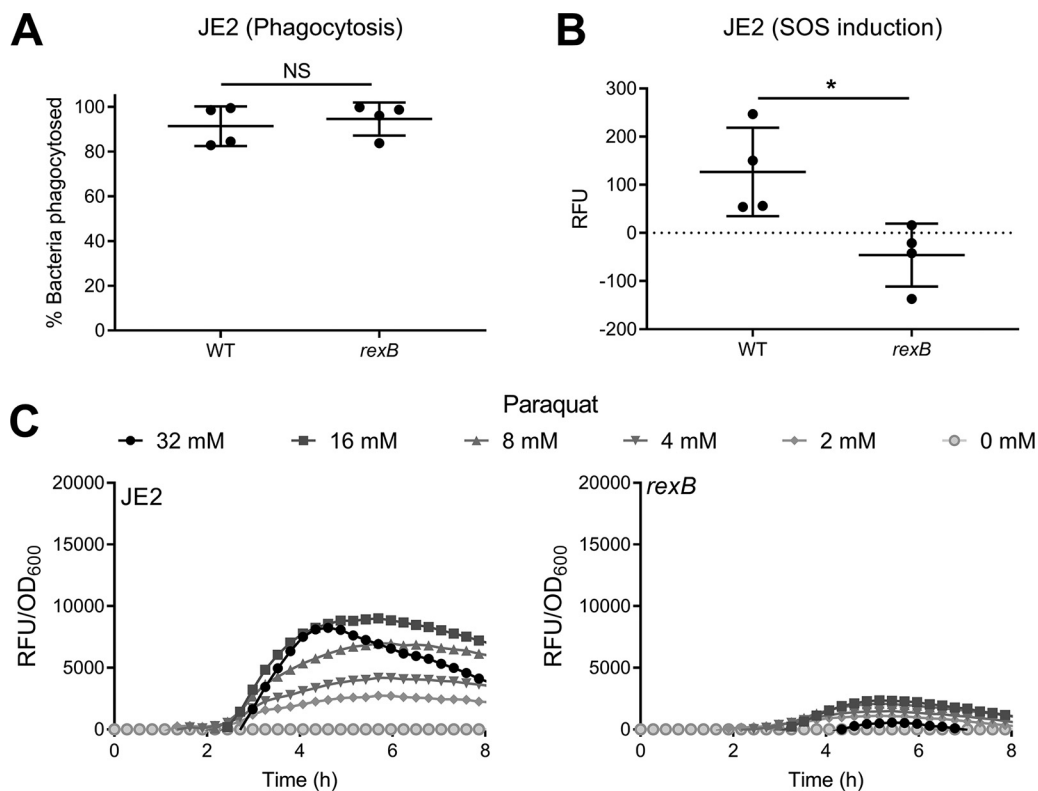 A
JE2 (Phagocytosis)
NS
% Bacteria phagocytosed
100
80
60
40
20
0
WT
rexB
B
JE2 (SOS induction)
*
RFU
300
200
100
0
-100
-200
WT
rexB
C
Paraquat
32 mM 16 mM 8 mM 4 mM 2 mM 0 mM
JE2
RFU/OD600
20000
15000
10000
5000
0
0 2 4 6 8
Time (h)
rexB
RFU/OD600
20000
15000
10000
5000
0
0 2 4 6 8
Time (h)